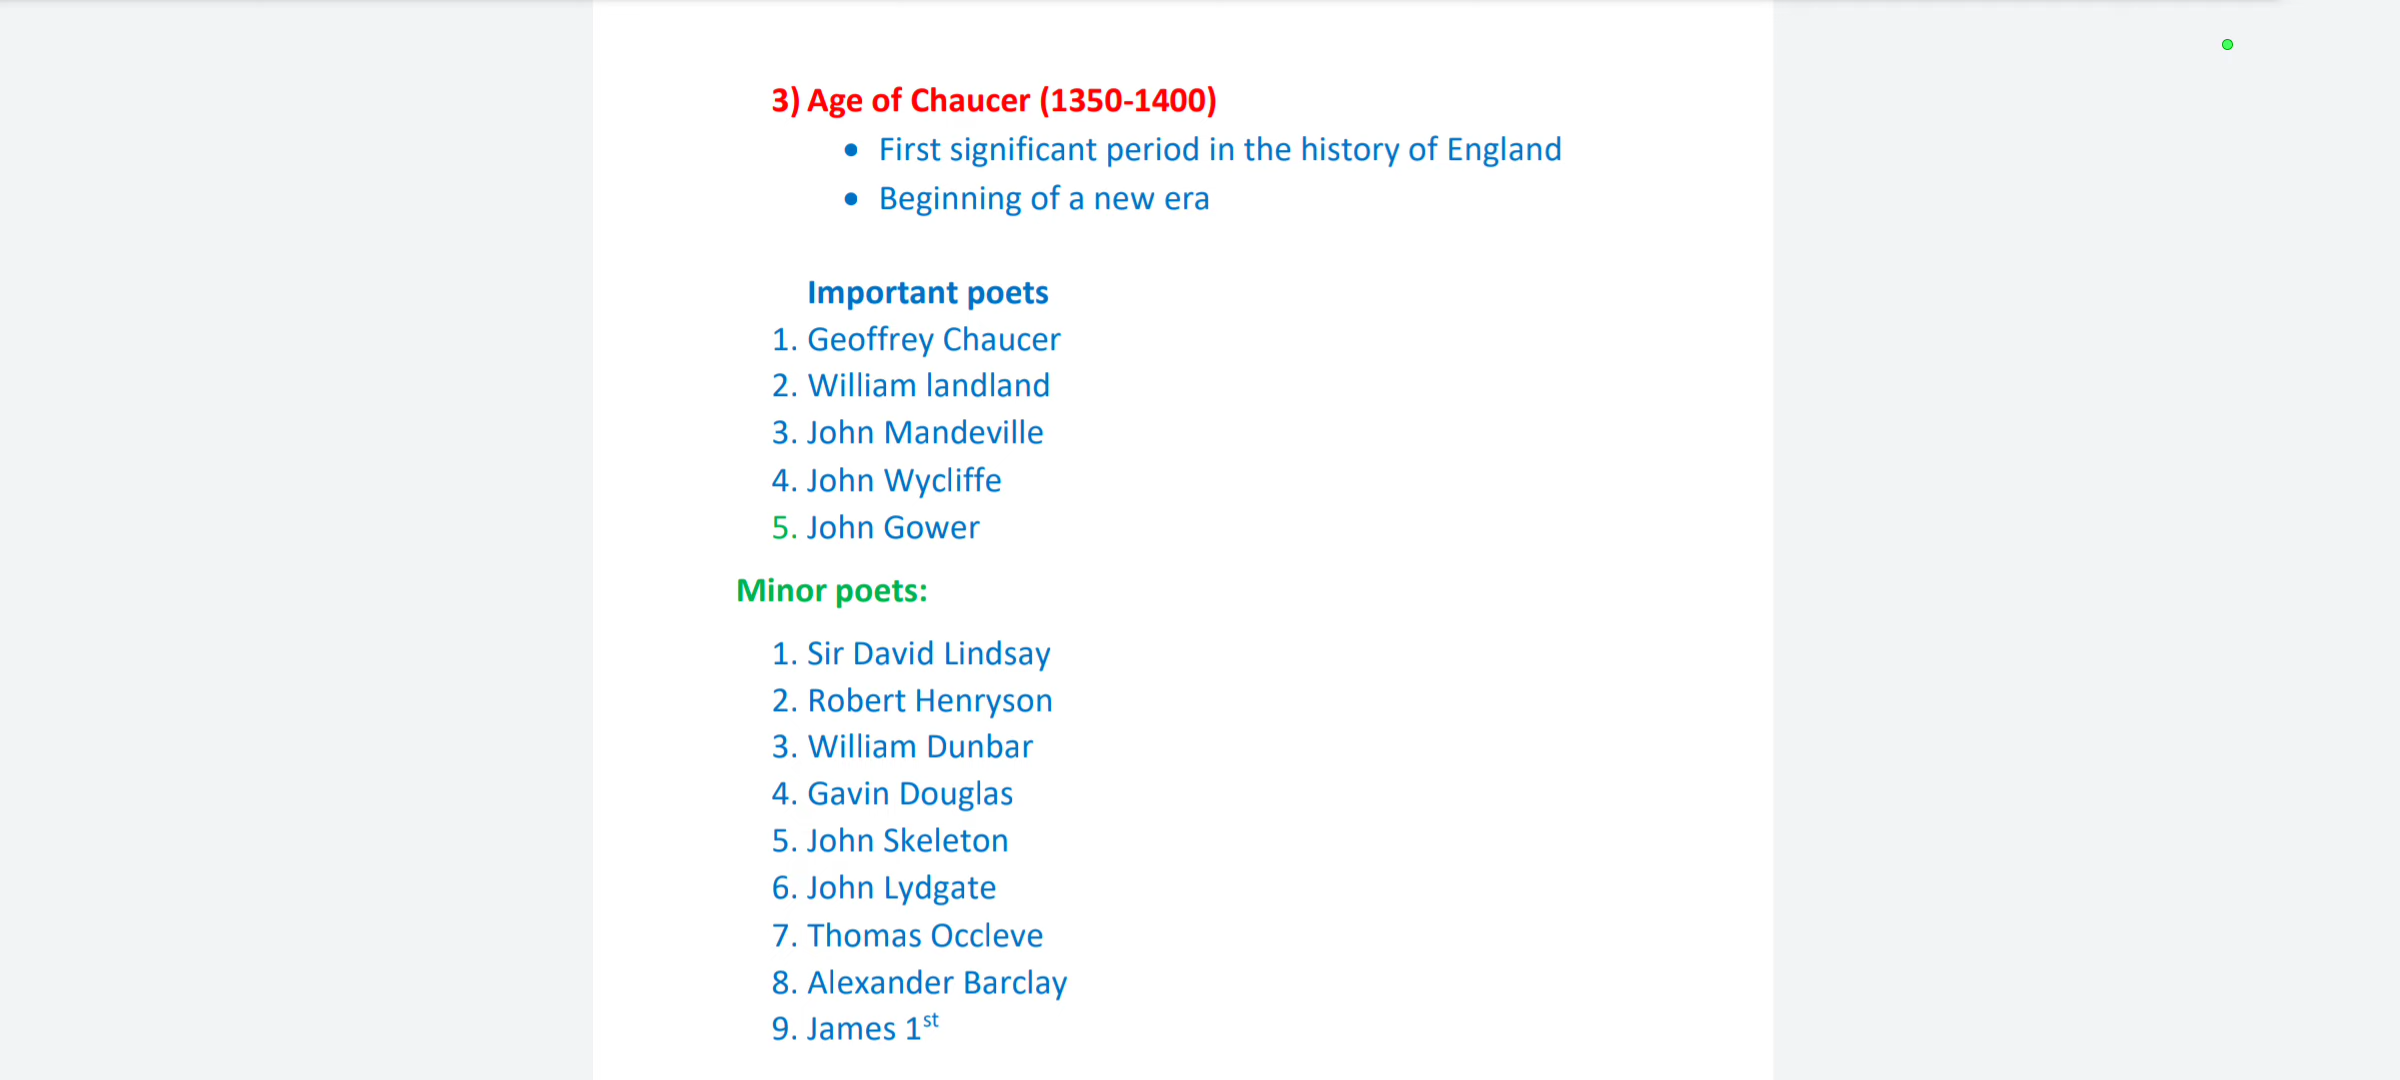 3) Age of Chaucer (1350-1400)
• First significant period in the history of England
• Beginning of a new era
Important poets
1. Geoffrey Chaucer
2. William landland
3. John Mandeville
4. John Wycliffe
5. John Gower
Minor poets:
1. Sir David Lindsay
2. Robert Henryson
3. William Dunbar
4. Gavin Douglas
5. John Skeleton
6. John Lydgate
7. Thomas Occleve
8. Alexander Barclay
9. James 1st